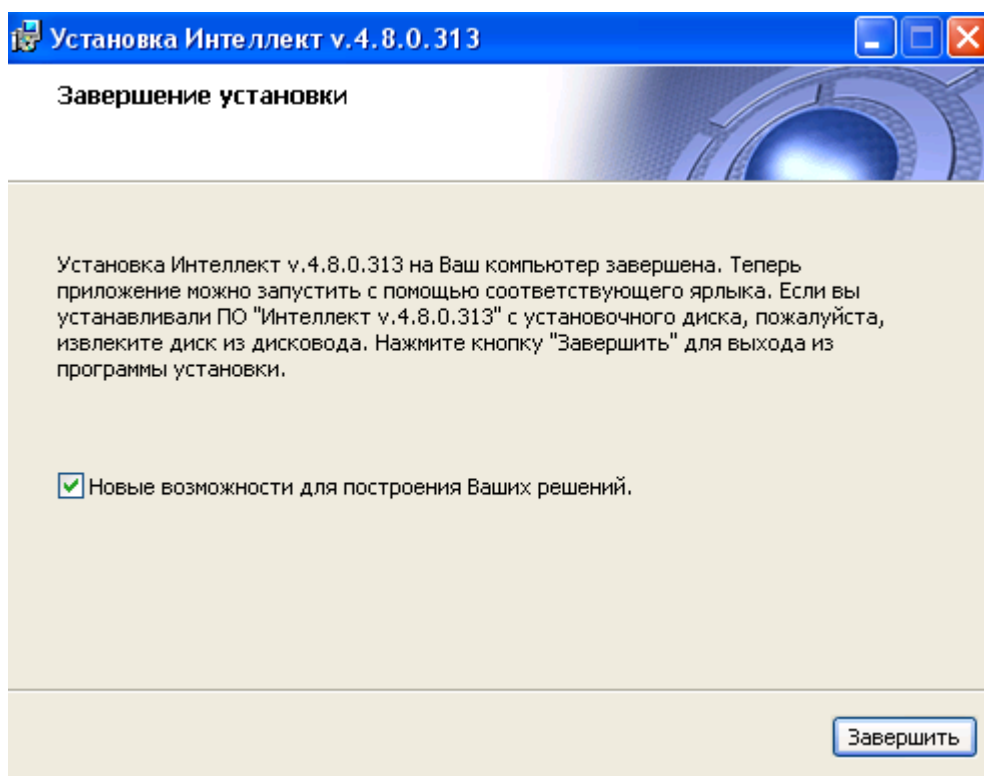 Установка Интеллект v.4.8.0.313
Завершение установки
Установка Интеллект v.4.8.0.313 на Ваш компьютер завершена. Теперь
приложение можно запустить с помощью соответствующего ярлыка. Если вы
устанавливали ПО "Интеллект v.4.8.0.313" с установочного диска, пожалуйста,
извлеките диск из дисковода. Нажмите кнопку "Завершить" для выхода из
программы установки.
Новые возможности для построения Ваших решений.
Завершить